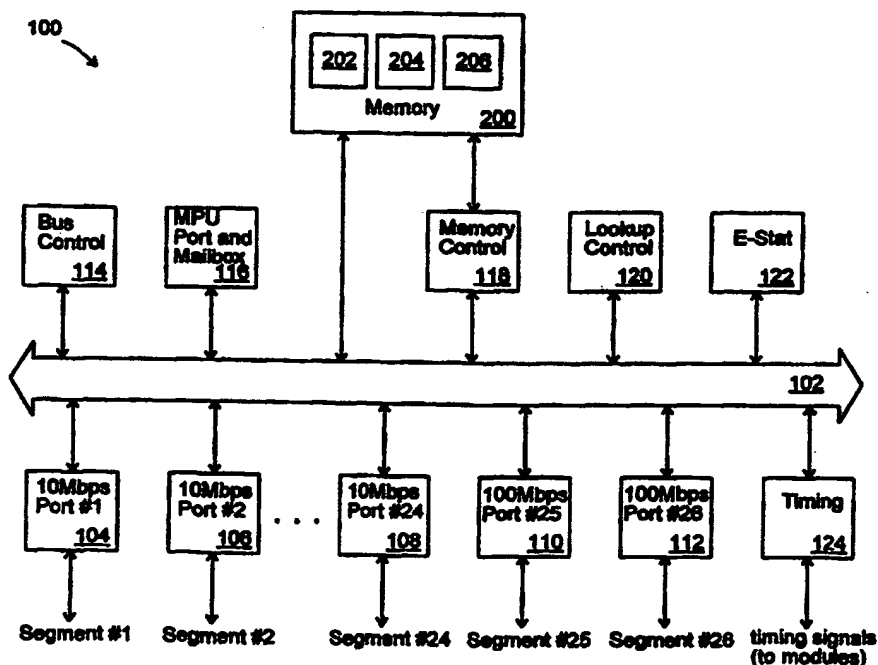 100
202 204 206
Memory
200
Bus
Control
114
MPU
Port and
Mailbox
116
Memory
Control
118
Lookup
Control
120
E-Stat
122
102
10Mbps
Port #1
104
10Mbps
Port #2
106
. . .
10Mbps
Port #24
108
100Mbps
Port #25
110
100Mbps
Port #26
112
Timing
124
Segment #1
Segment #2
Segment #24
Segment #25
Segment #26
timing signals
(to modules)